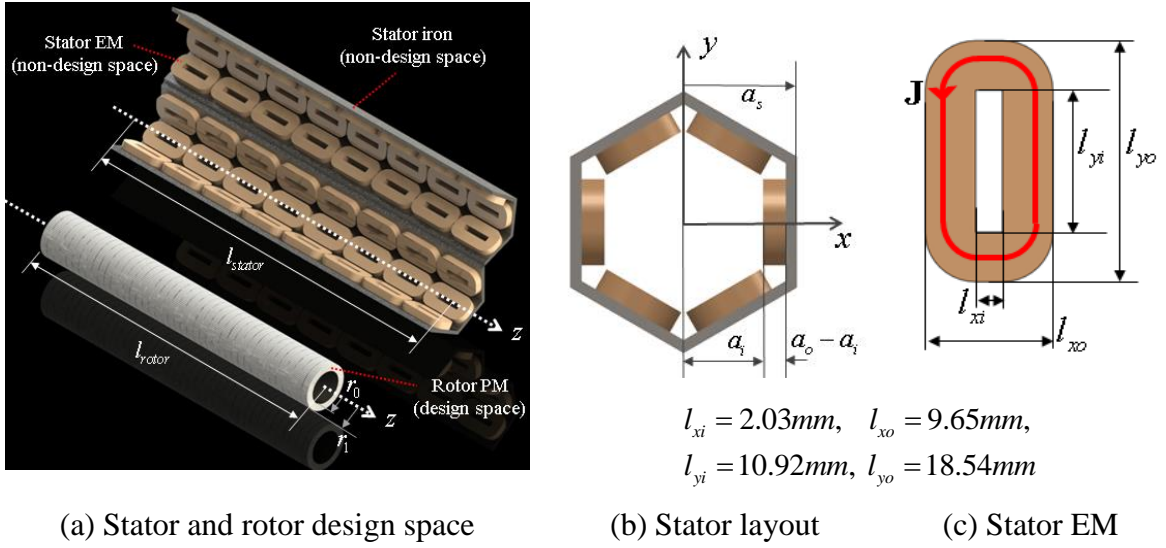 Stator EM
(non-design space)
Stator iron
(non-design space)
l_stator
z
l_rotor
Rotor PM
(design space)
r_0
z
r_1
y
a_s
x
a_i
a_o − a_i
J
l_yi
l_yo
l_xi
l_xo
l_xi = 2.03mm, l_xo = 9.65mm,
l_yi = 10.92mm, l_yo = 18.54mm
(a) Stator and rotor design space
(b) Stator layout
(c) Stator EM